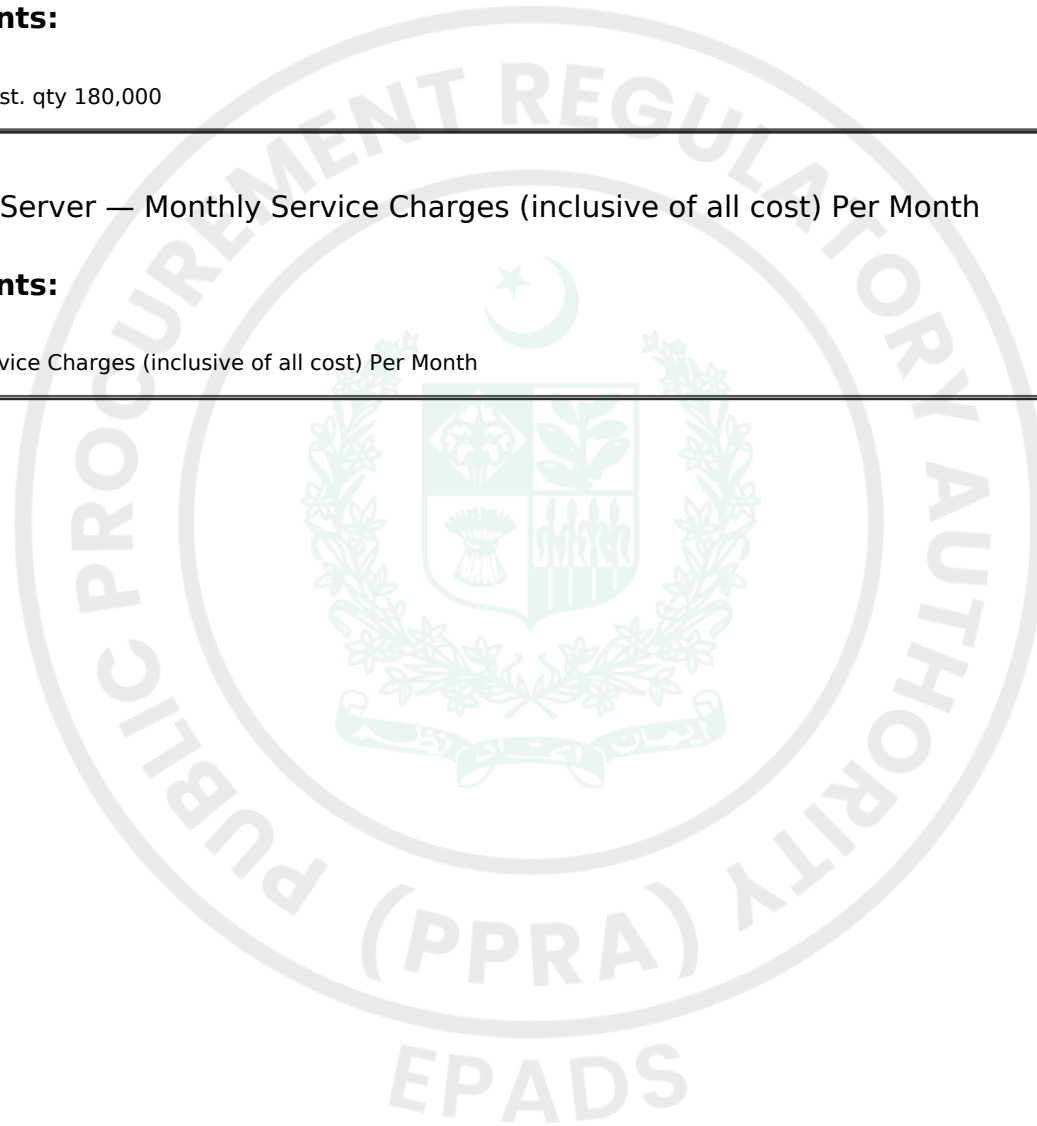 nts:
st. qty 180,000
Server — Monthly Service Charges (inclusive of all cost) Per Month
nts:
vice Charges (inclusive of all cost) Per Month
PUBLIC PROCUREMENT REGULATORY AUTHORITY
(PPRA)
EPADS